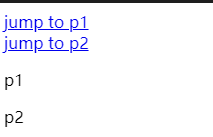 jump to p1
jump to p2
p1
p2